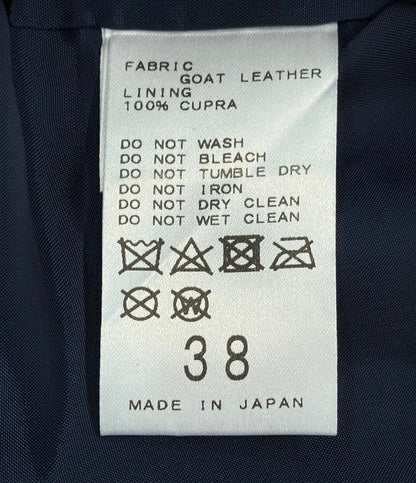 FABRIC
GOAT LEATHER
LINING
100% CUPRA
DO NOT WASH
DO NOT BLEACH
DO NOT TUMBLE DRY
DO NOT IRON
DO NOT DRY CLEAN
DO NOT WET CLEAN
W
38
MADE IN JAPAN